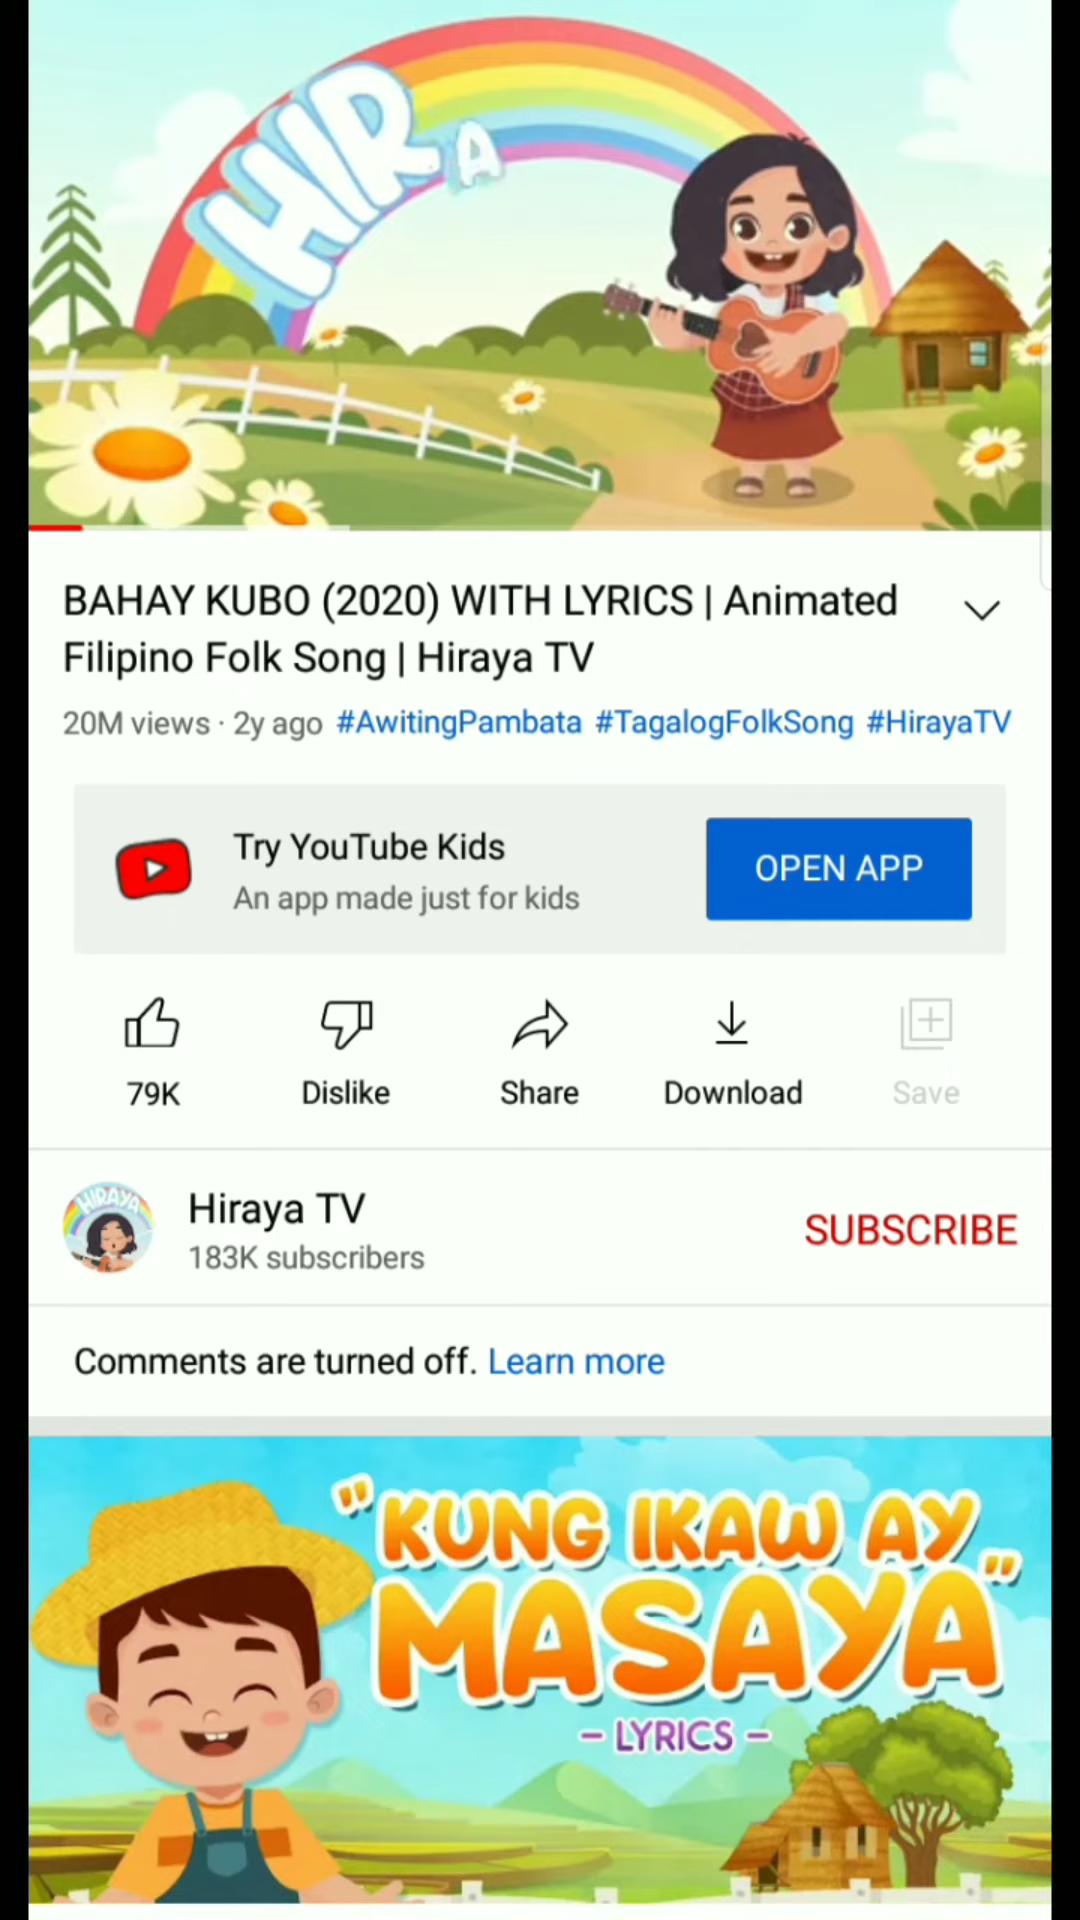 HIRA
BAHAY KUBO (2020) WITH LYRICS | Animated
Filipino Folk Song | Hiraya TV
20M views · 2y ago #AwitingPambata #TagalogFolkSong #HirayaTV
Try YouTube Kids
An app made just for kids
OPEN APP
79K
Dislike
Share
Download
Save
HIRAYA
Hiraya TV
183K subscribers
SUBSCRIBE
Comments are turned off. Learn more
"KUNG IKAW AY
MASAYA"
- LYRICS -